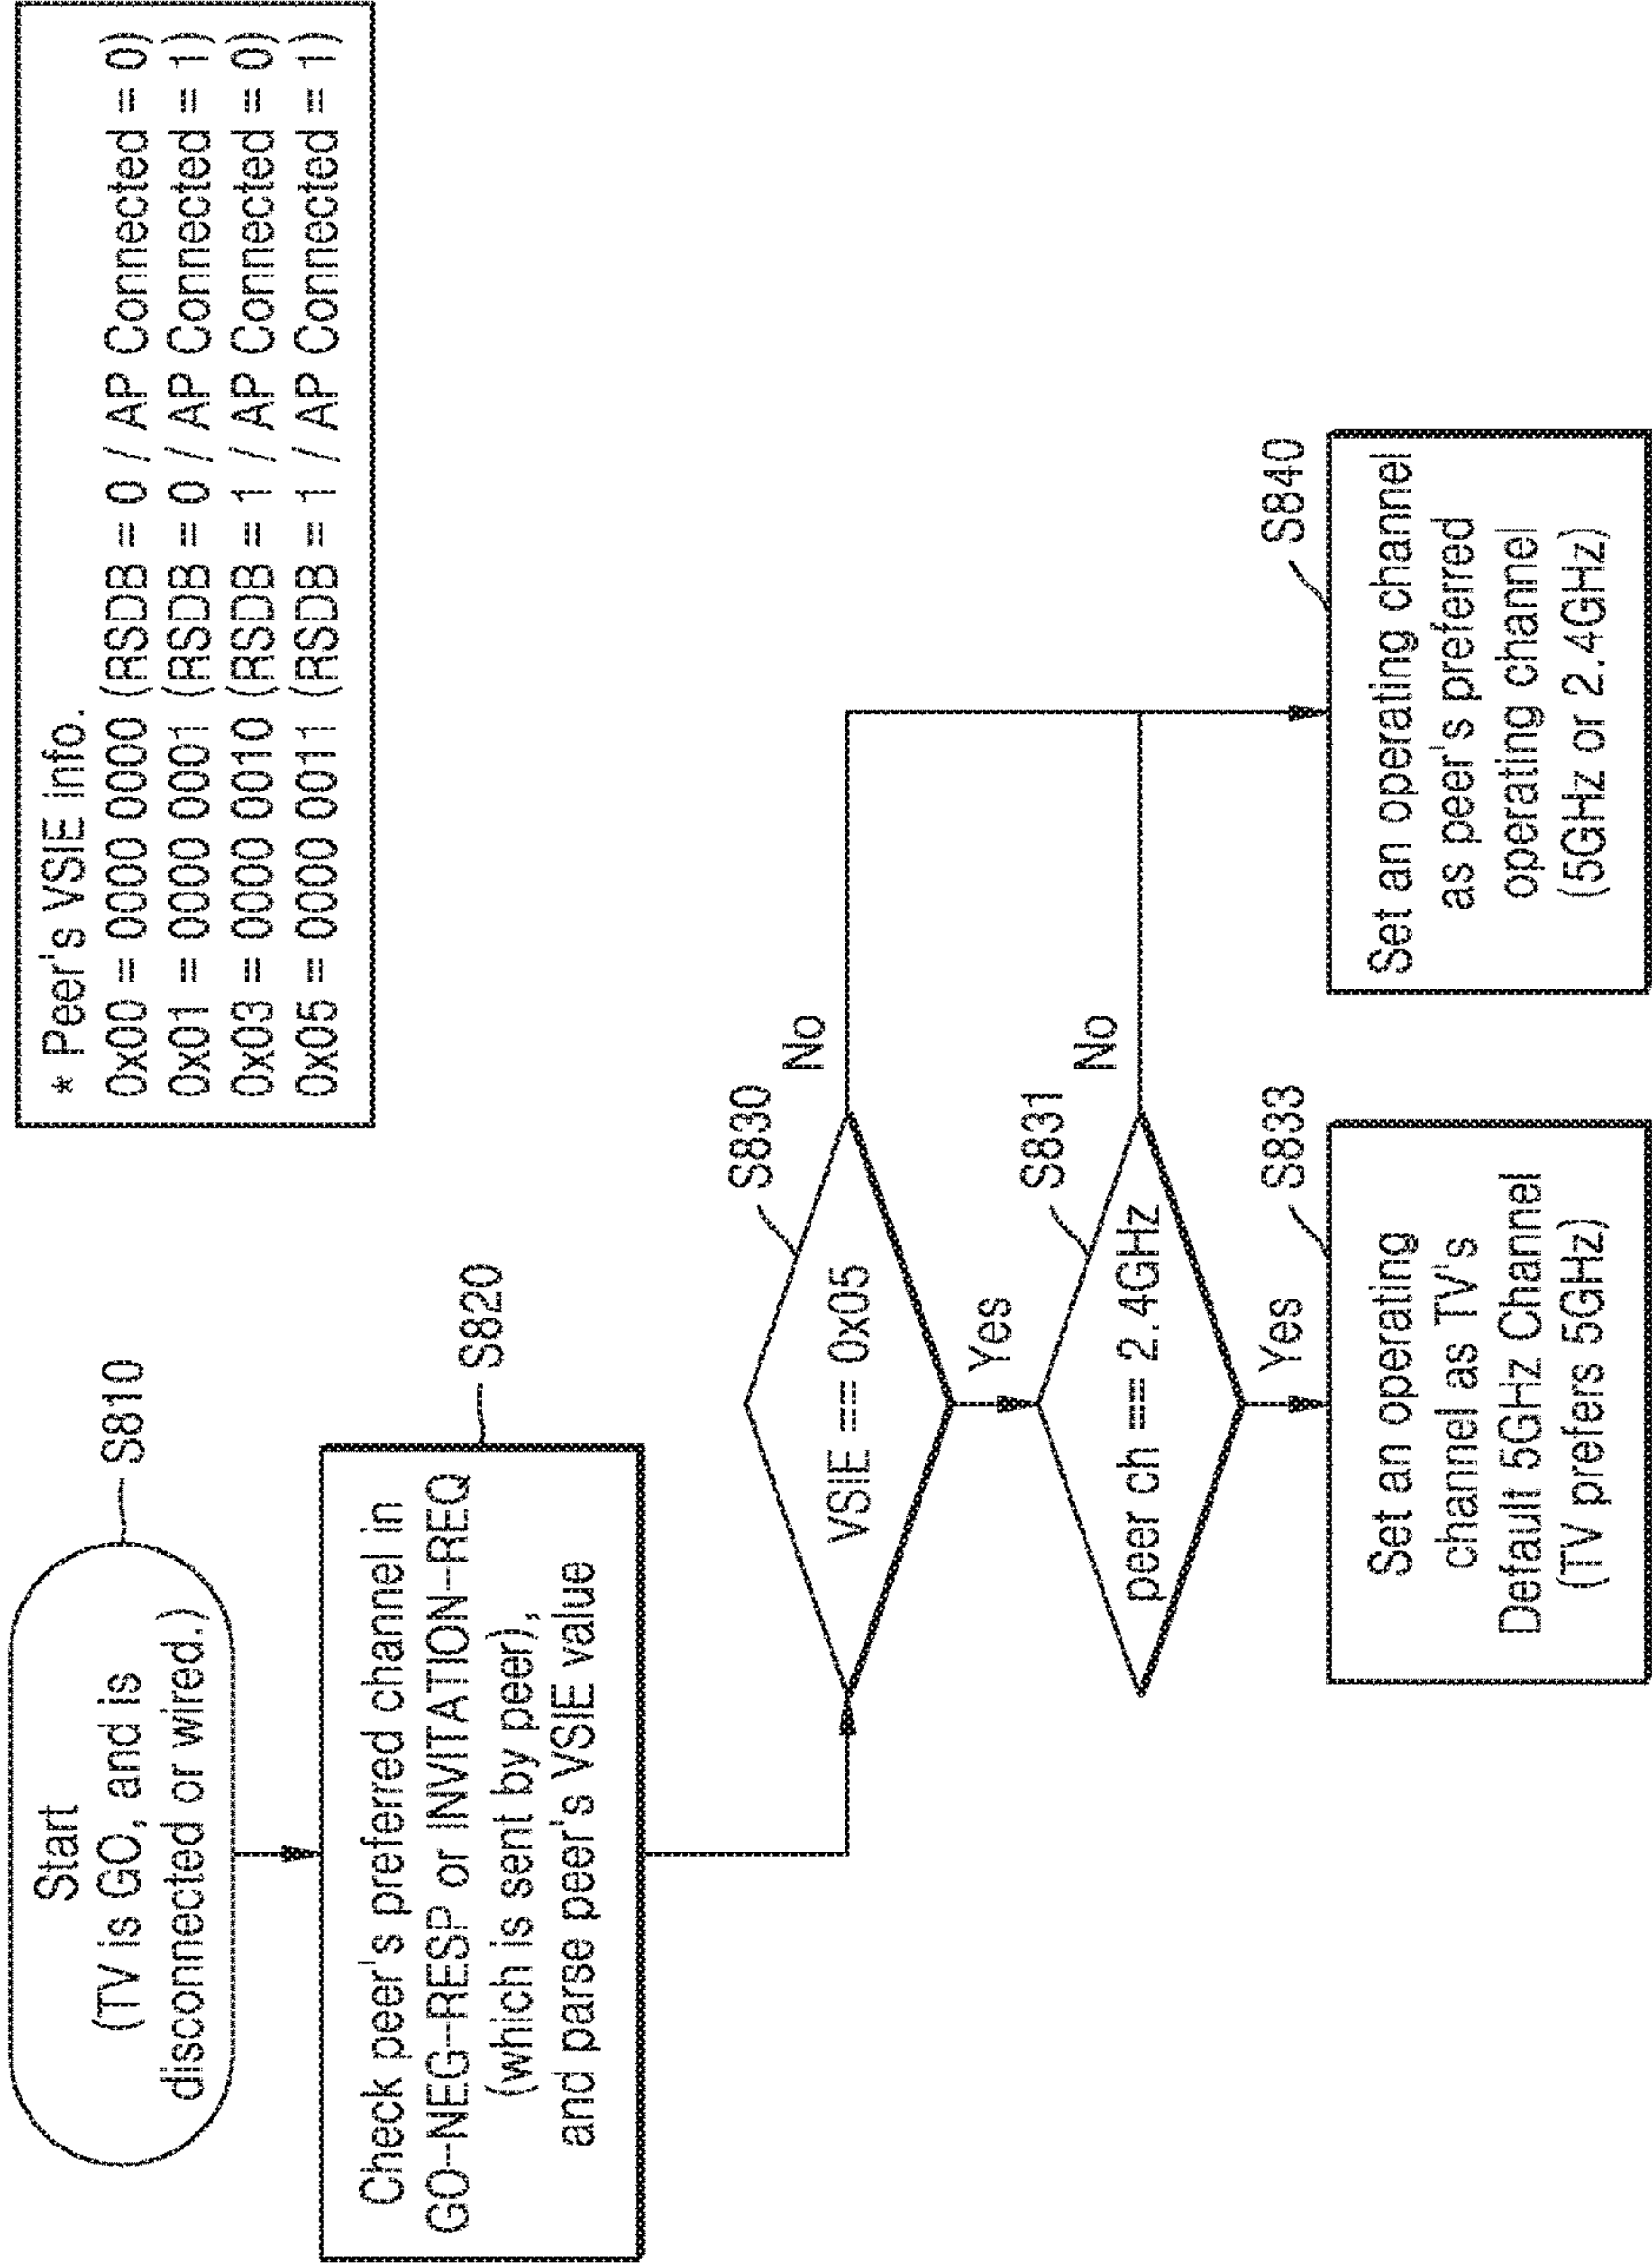 * Peer's VSIE info.
0x00 = 0000 0000 (RSDB = 0 / AP Connected = 0)
0x01 = 0000 0001 (RSDB = 0 / AP Connected = 1)
0x03 = 0000 0010 (RSDB = 1 / AP Connected = 0)
0x05 = 0000 0011 (RSDB = 1 / AP Connected = 1)
Start
(TV is GO, and is
disconnected or wired.)
S810
Check peer's preferred channel in
GO-NEG-RESP or INVITATION-REQ
(which is sent by peer),
and parse peer's VSIE value
S820
VSIE == 0x05
S830
No
Yes
peer ch == 2.4GHz
S831
No
Yes
Set an operating
channel as TV's
Default 5GHz Channel
(TV prefers 5GHz)
S833
Set an operating channel
as peer's preferred
operating channel
(5GHz or 2.4GHz)
S840